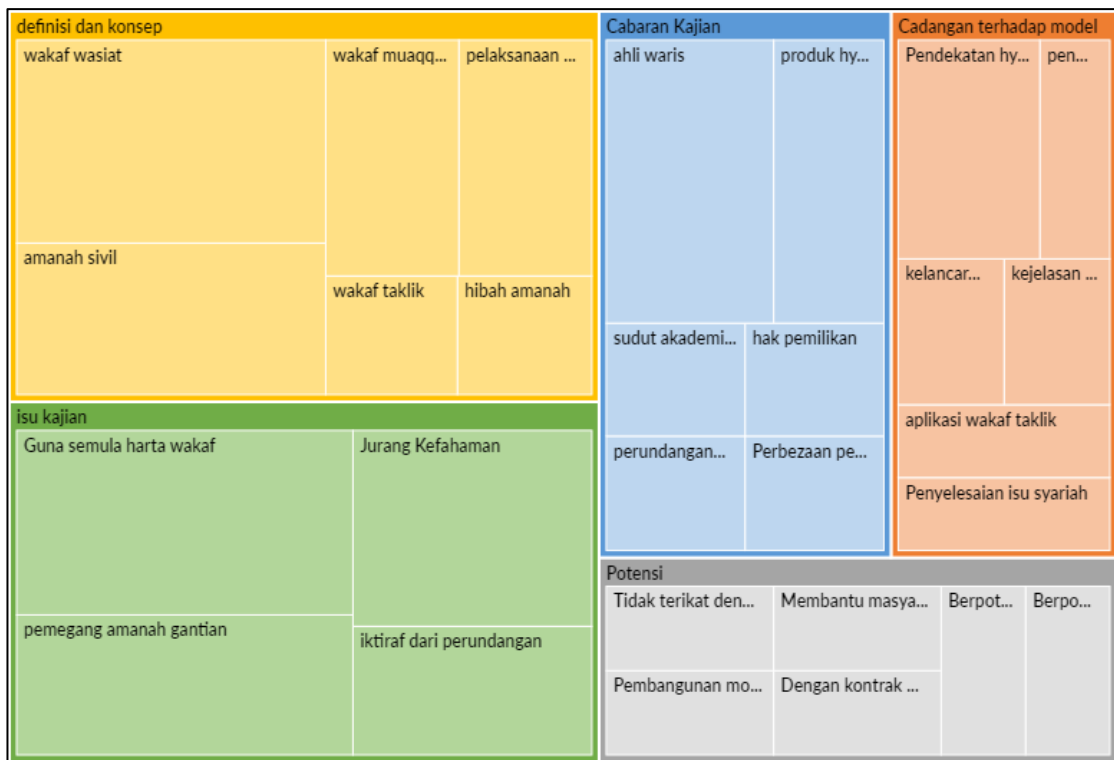 definisi dan konsep
wakaf wasiat
wakaf muaqq...
pelaksanaan ...
amanah sivil
wakaf taklik
hibah amanah
isu kajian
Guna semula harta wakaf
Jurang Kefahaman
pemegang amanah gantian
iktiraf dari perundangan
Cabaran Kajian
ahli waris
produk hy...
sudut akademi...
hak pemilikan
perundangan...
Perbezaan pe...
Cadangan terhadap model
Pendekatan hy...
pen...
kelancar...
kejelasan ...
aplikasi wakaf taklik
Penyelesaian isu syariah
Potensi
Tidak terikat den...
Membantu masya...
Berpot...
Berpo...
Pembangunan mo...
Dengan kontrak ...